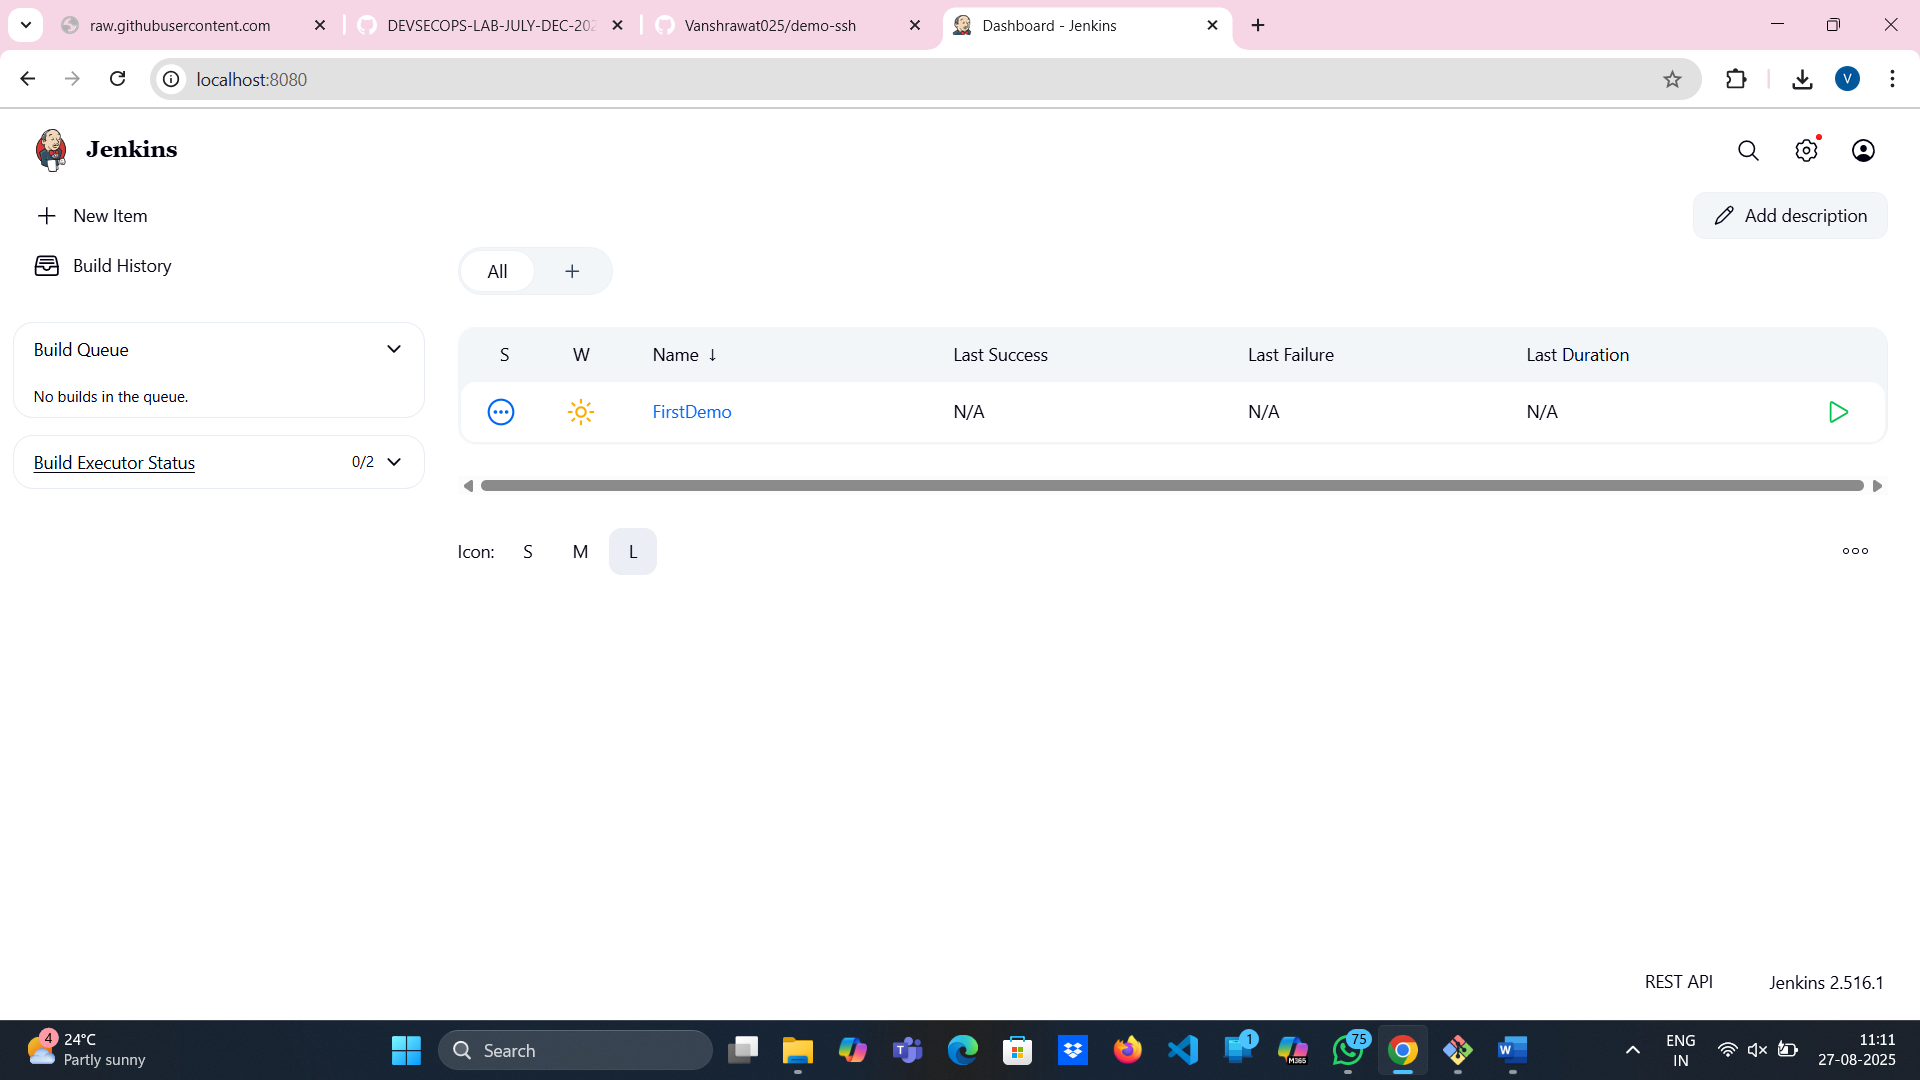 raw.githubusercontent.com
DEVSECOPS-LAB-JULY-DEC-202
Vanshrawat025/demo-ssh
Dashboard - Jenkins
localhost:8080
V
Jenkins
New Item
Add description
Build History
All
Build Queue
No builds in the queue.
Build Executor Status
0/2
S W Name ↓ Last Success Last Failure Last Duration
FirstDemo N/A N/A N/A
Icon: S M L
REST API
Jenkins 2.516.1
4
24°C
Partly sunny
Search
T
1
M365
75
W
ENG
IN
11:11
27-08-2025